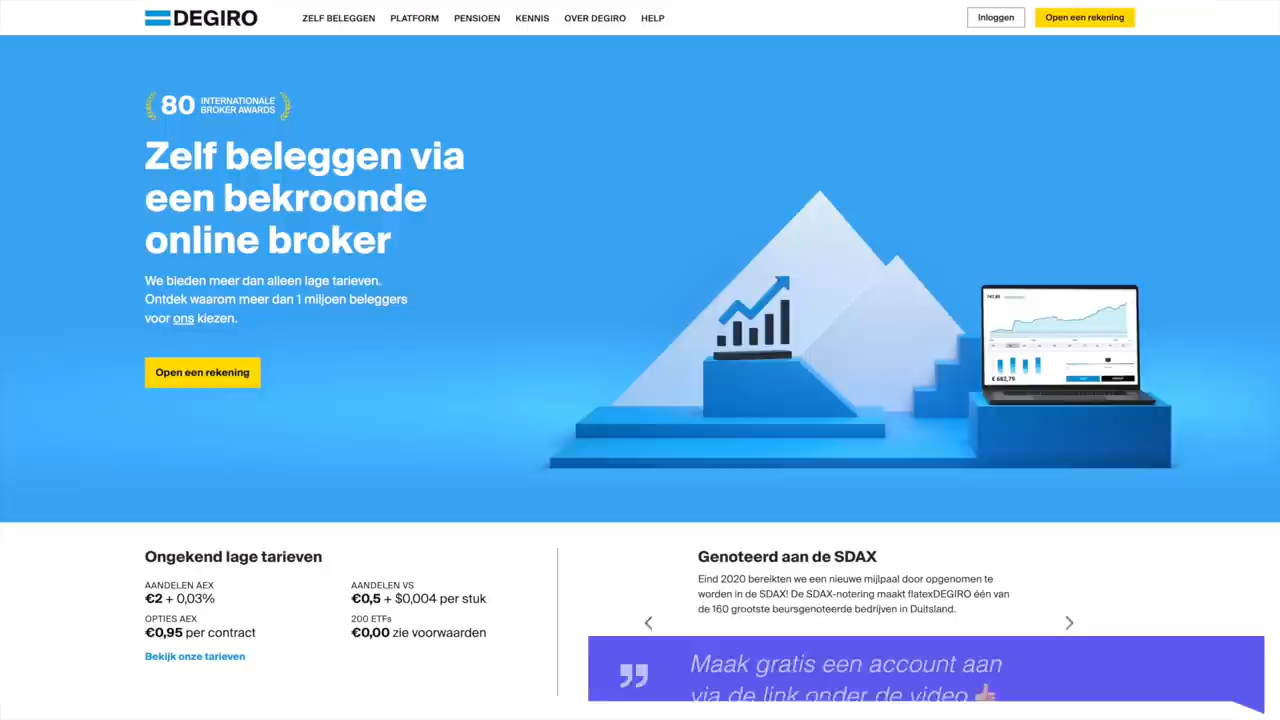 DEGIRO
ZELF BELEGGEN
PLATFORM
PENSIOEN
KENNIS
OVER DEGIRO
HELP
Inloggen
Open een rekening
80 INTERNATIONALE
BROKER AWARDS
Zelf beleggen via
een bekroonde
online broker
We bieden meer dan alleen lage tarieven.
Ontdek waarom meer dan 1 miljoen beleggers
voor ons kiezen.
Open een rekening
€ 682,79
Ongekend lage tarieven
AANDELEN AEX
€2 + 0,03%
AANDELEN VS
€0,5 + $0,004 per stuk
OPTIES AEX
€0,95 per contract
200 ETFs
€0,00 zie voorwaarden
Bekijk onze tarieven
Genoteerd aan de SDAX
Eind 2020 bereikten we een nieuwe mijlpaal door opgenomen te
worden in de SDAX! De SDAX-notering maakt flatexDEGIRO één van
de 160 grootste beursgenoteerde bedrijven in Duitsland.
Maak gratis een account aan
via de link onder de video 👍🏼